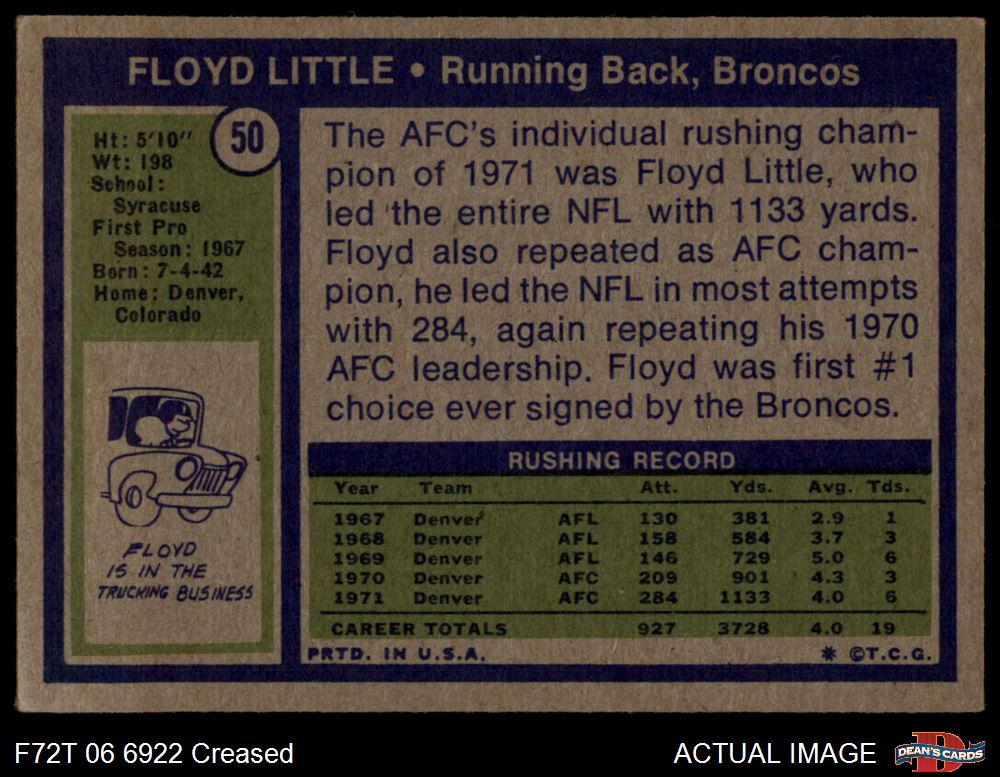 FLOYD LITTLE • Running Back, Broncos
50
Ht: 5'10"
Wt: 198
School:
Syracuse
First Pro
Season: 1967
Born: 7-4-42
Home: Denver,
Colorado
FLOYD
IS IN THE
TRUCKING BUSINESS
The AFC's individual rushing cham-
pion of 1971 was Floyd Little, who
led the entire NFL with 1133 yards.
Floyd also repeated as AFC cham-
pion, he led the NFL in most attempts
with 284, again repeating his 1970
AFC leadership. Floyd was first #1
choice ever signed by the Broncos.
RUSHING RECORD
Year Team Att. Yds. Avg. Tds.
1967 Denver AFL 130 381 2.9 1
1968 Denver AFL 158 584 3.7 3
1969 Denver AFL 146 729 5.0 6
1970 Denver AFC 209 901 4.3 3
1971 Denver AFC 284 1133 4.0 6
CAREER TOTALS 927 3728 4.0 19
PRTD. IN U.S.A. * ©T.C.G.
F72T 06 6922 Creased
ACTUAL IMAGE
DEAN'S CARDS